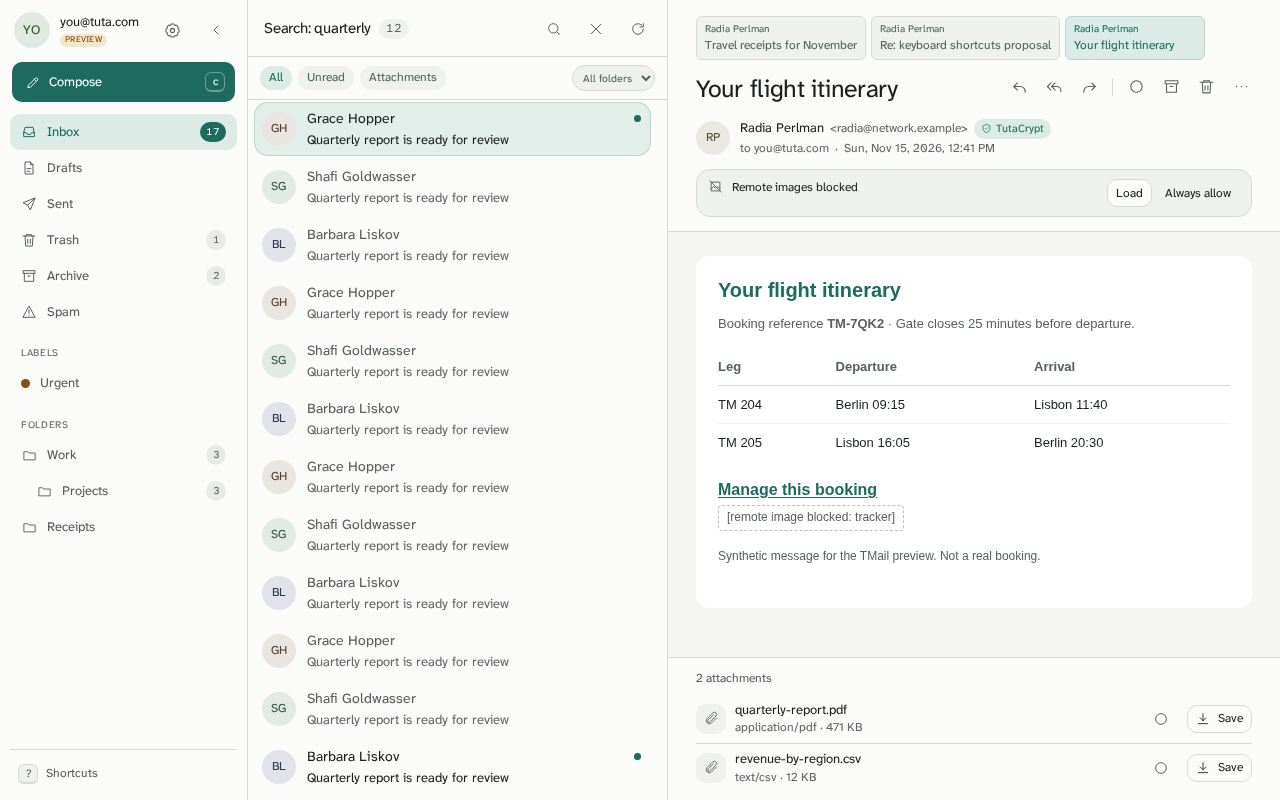 YO
you@tuta.com
PREVIEW
Compose
c
Inbox
17
Drafts
Sent
Trash
1
Archive
2
Spam
LABELS
Urgent
FOLDERS
Work
3
Projects
3
Receipts
?
Shortcuts
Search: quarterly
12
All
Unread
Attachments
All folders
GH
Grace Hopper
Quarterly report is ready for review
SG
Shafi Goldwasser
Quarterly report is ready for review
BL
Barbara Liskov
Quarterly report is ready for review
GH
Grace Hopper
Quarterly report is ready for review
SG
Shafi Goldwasser
Quarterly report is ready for review
BL
Barbara Liskov
Quarterly report is ready for review
GH
Grace Hopper
Quarterly report is ready for review
SG
Shafi Goldwasser
Quarterly report is ready for review
BL
Barbara Liskov
Quarterly report is ready for review
GH
Grace Hopper
Quarterly report is ready for review
SG
Shafi Goldwasser
Quarterly report is ready for review
BL
Barbara Liskov
Quarterly report is ready for review
Radia Perlman
Travel receipts for November
Radia Perlman
Re: keyboard shortcuts proposal
Radia Perlman
Your flight itinerary
Your flight itinerary
RP
Radia Perlman <radia@network.example> TutaCrypt
to you@tuta.com · Sun, Nov 15, 2026, 12:41 PM
Remote images blocked
Load
Always allow
Your flight itinerary
Booking reference TM-7QK2 · Gate closes 25 minutes before departure.
Leg Departure Arrival
TM 204 Berlin 09:15 Lisbon 11:40
TM 205 Lisbon 16:05 Berlin 20:30
Manage this booking
[remote image blocked: tracker]
Synthetic message for the TMail preview. Not a real booking.
2 attachments
quarterly-report.pdf
application/pdf · 471 KB
Save
revenue-by-region.csv
text/csv · 12 KB
Save